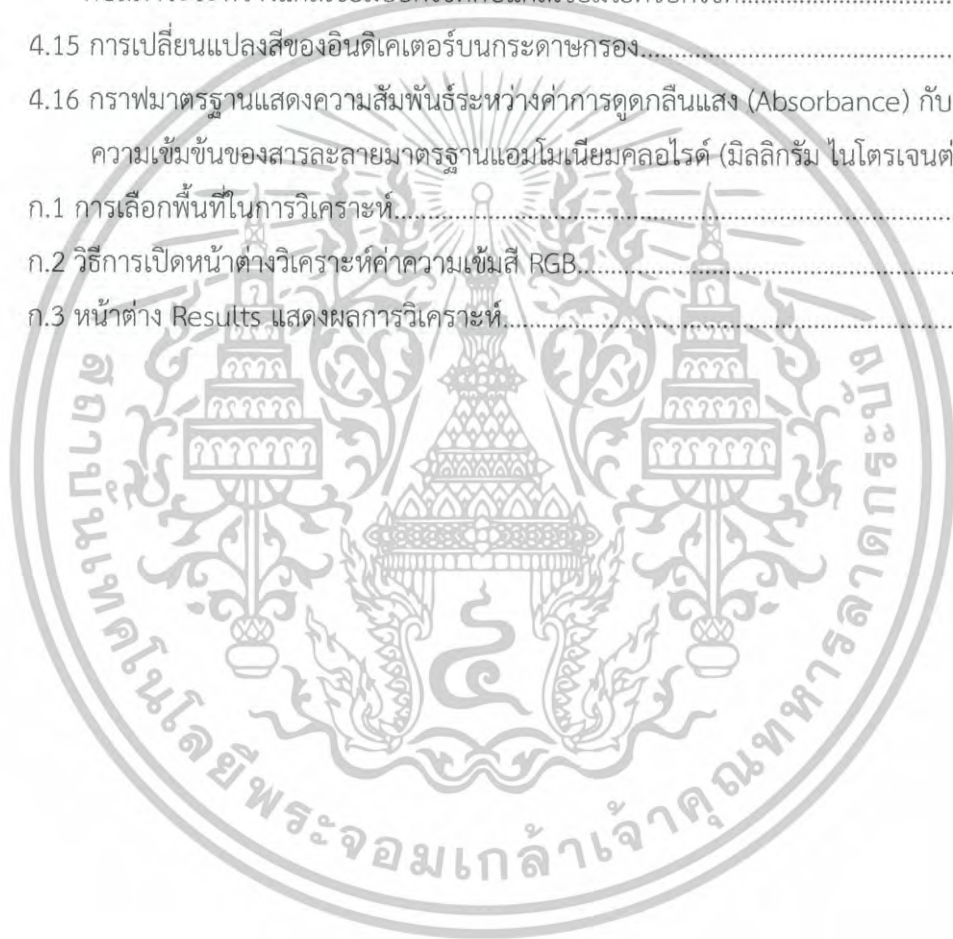 4.15 การเปลี่ยนแปลงสีของอินดิเคเตอร์บนกระดาษกรอง
4.16 กราฟมาตรฐานแสดงความสัมพันธ์ระหว่างค่าการดูดกลืนแสง (Absorbance) กับ
ความเข้มข้นของสารละลายมาตรฐานแอมโมเนียมคลอไรด์ (มิลลิกรัม ไนโตรเจนต่
ก.1 การเลือกพื้นที่ในการวิเคราะห์
ก.2 วิธีการเปิดหน้าต่างวิเคราะห์ค่าความเข้มสี RGB
ก.3 หน้าต่าง Results แสดงผลการวิเคราะห์
สถาบันเทคโนโลยีพระจอมเกล้าเจ้าคุณทหารลาดกระบัง